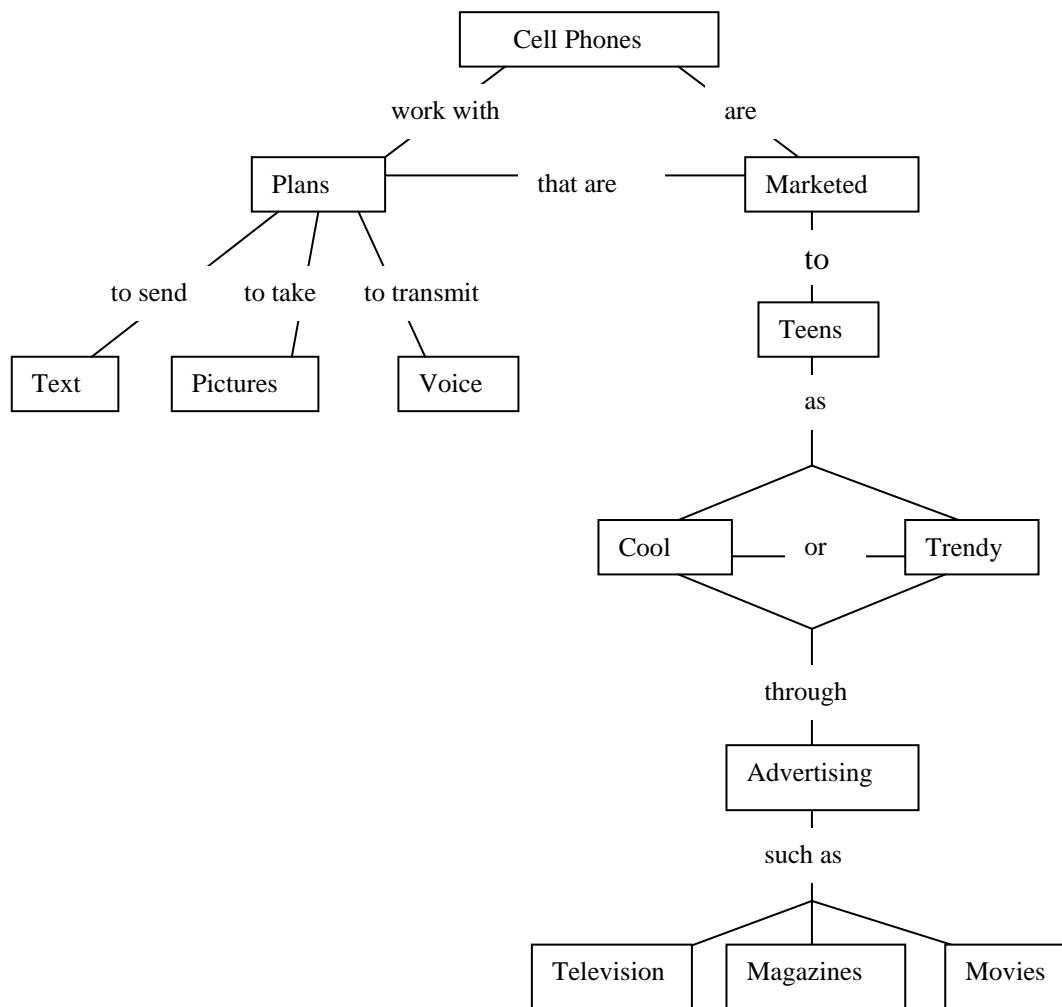 Cell Phones
work with
are
Plans
that are
Marketed
to
to send
to take
to transmit
Teens
Text
Pictures
Voice
as
Cool
or
Trendy
through
Advertising
such as
Television
Magazines
Movies